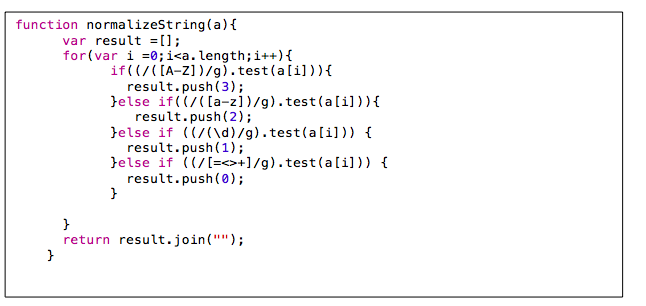 function normalizeString(a){
var result =[];
for(var i =0;i<a.length;i++){
if((/([A-Z])/g).test(a[i])){
result.push(3);
}else if((/([a-z])/g).test(a[i])){
result.push(2);
}else if ((/(\d)/g).test(a[i])) {
result.push(1);
}else if ((/[=<>+]/g).test(a[i])) {
result.push(0);
}
}
return result.join("");
}